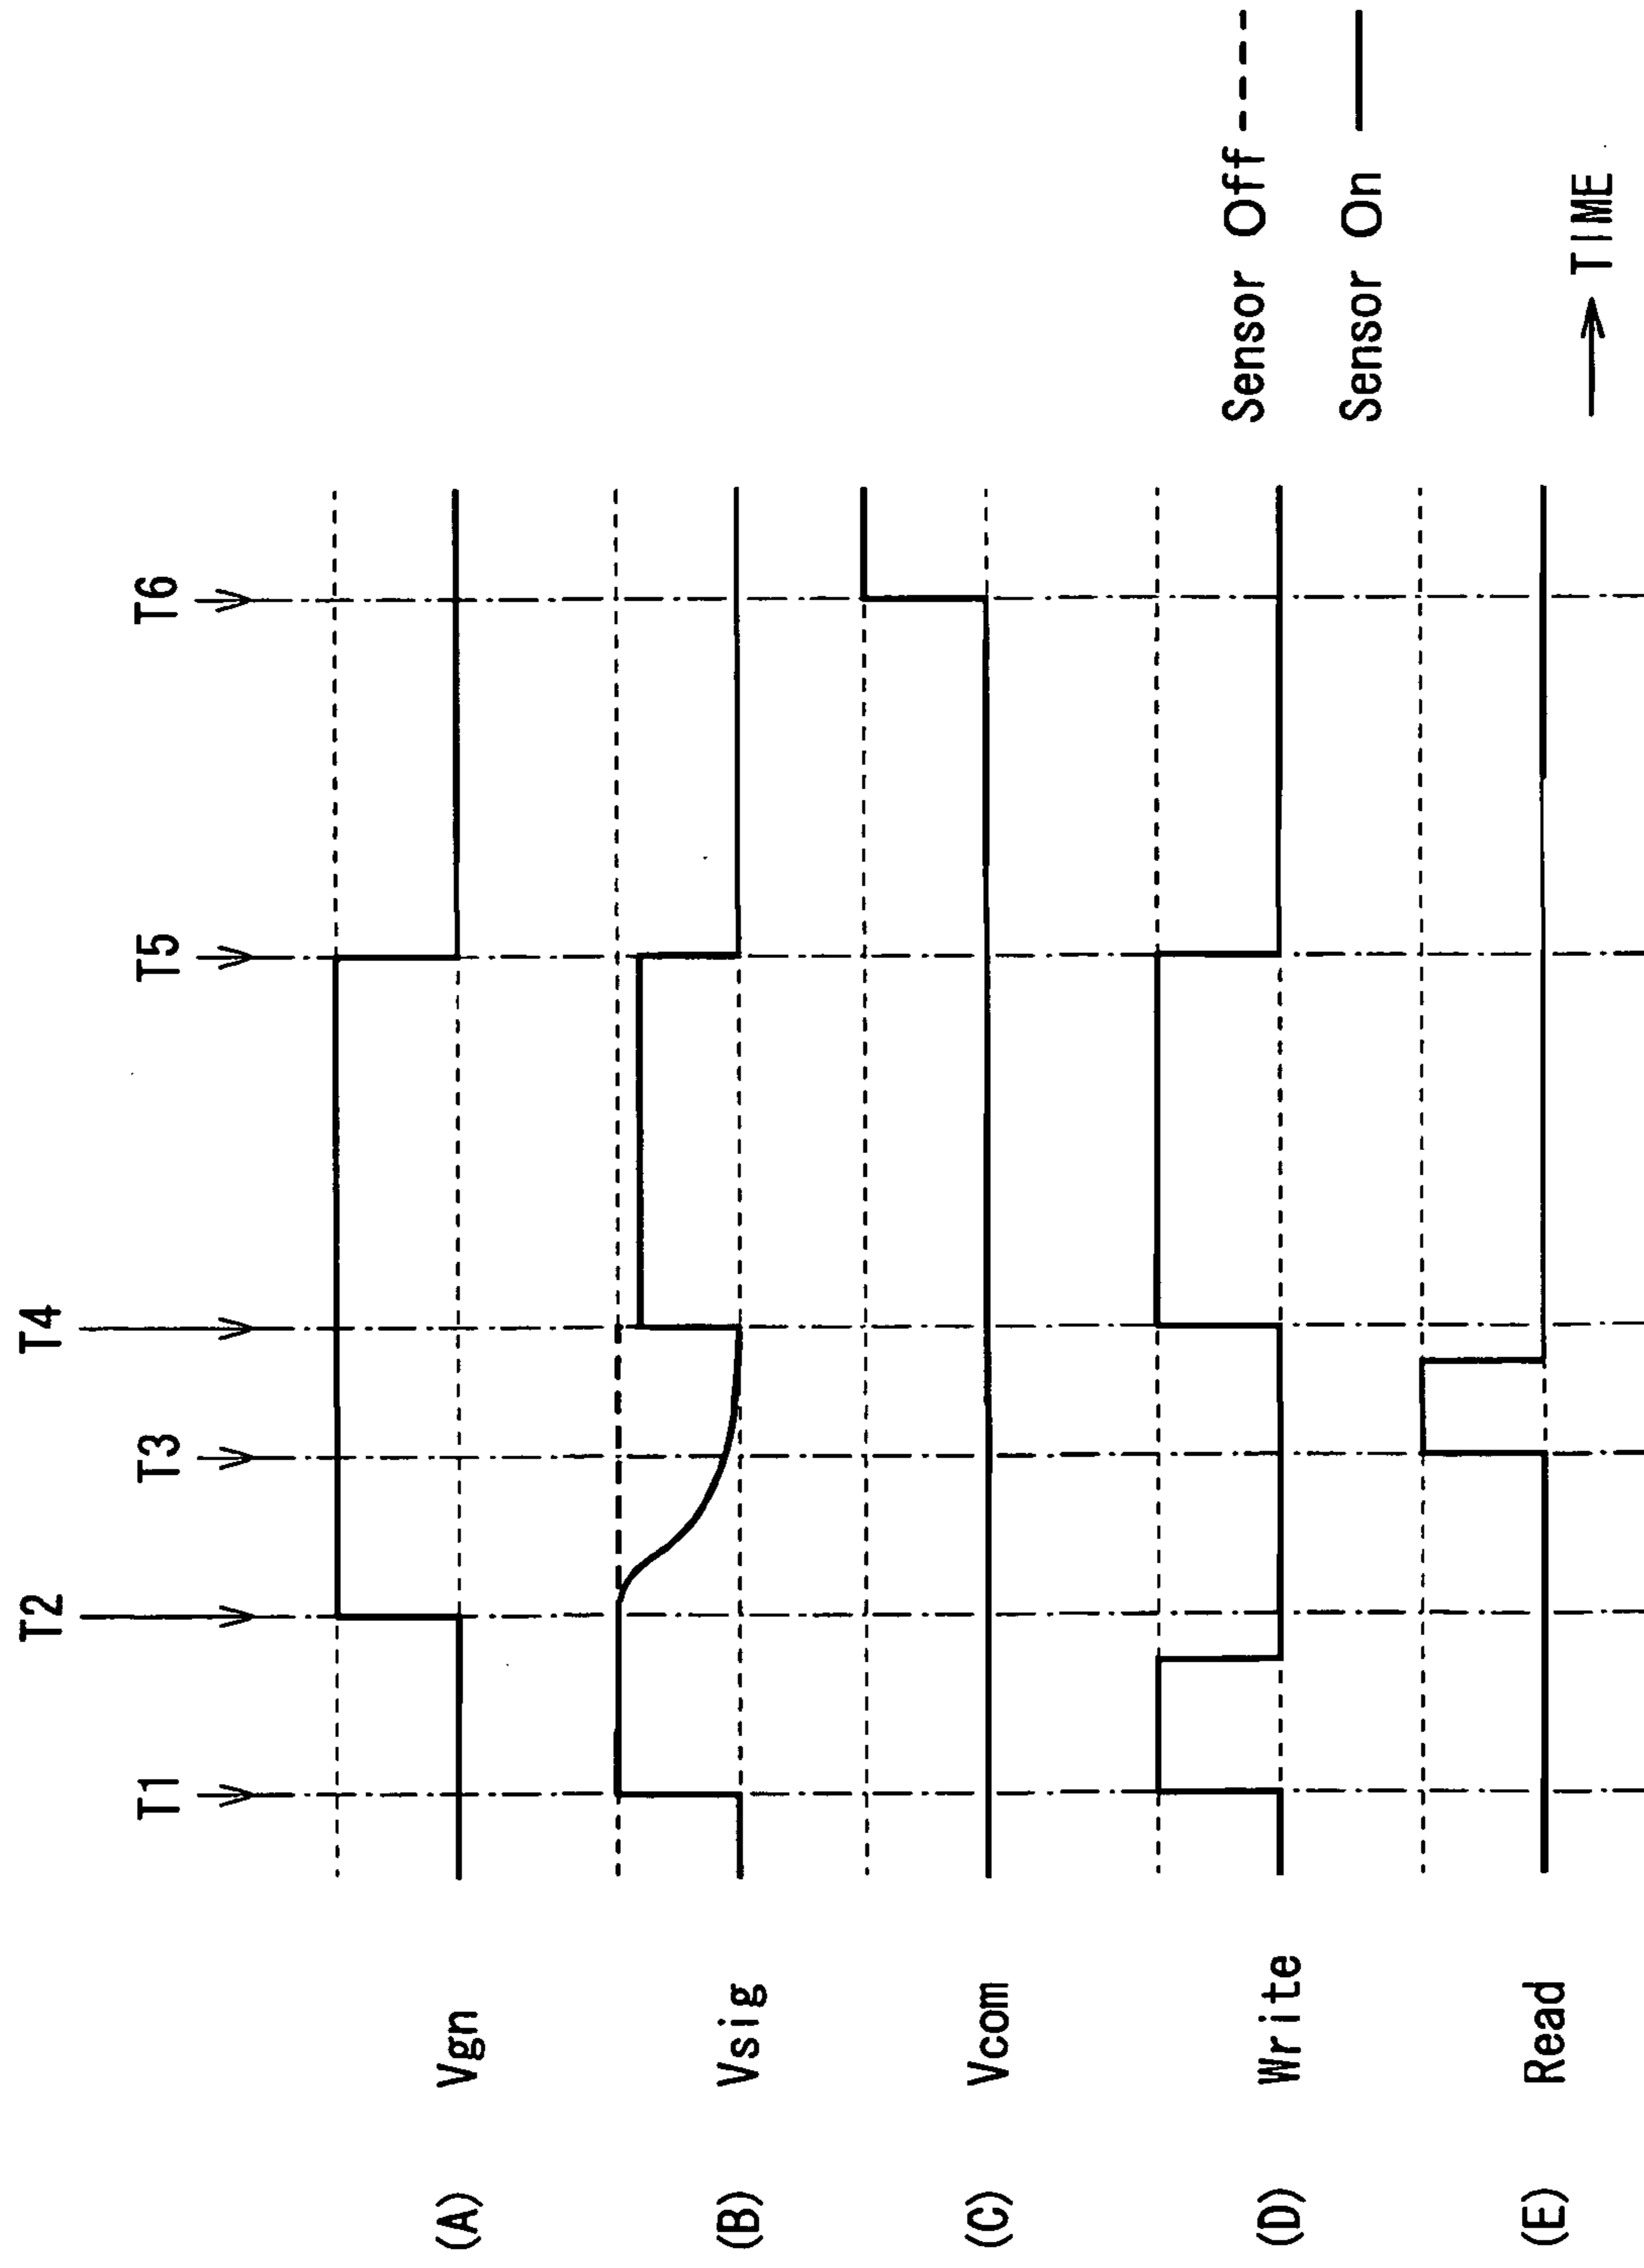 T1
T2
T3
T4
T5
T6
(A) Vgn
(B) Vsig
(C) Vcom
(D) Write
(E) Read
Sensor Off
Sensor On
TIME